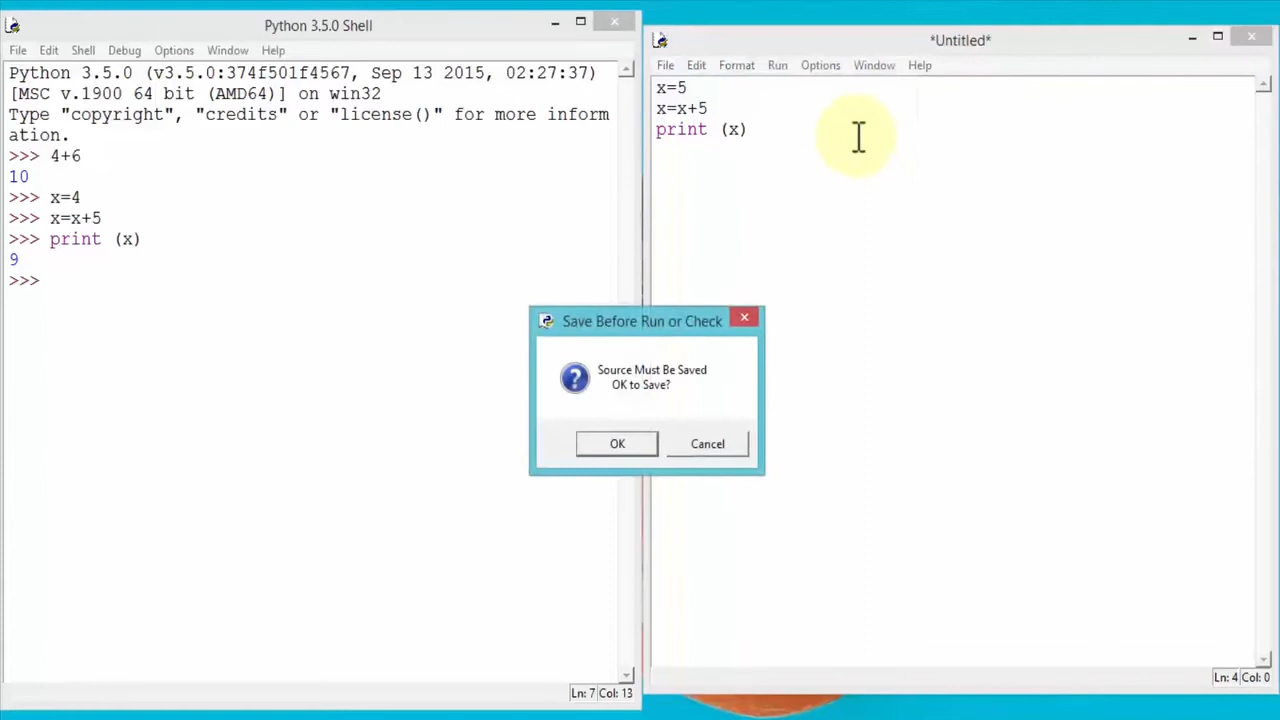 Python 3.5.0 Shell
File Edit Shell Debug Options Window Help
Python 3.5.0 (v3.5.0:374f501f4567, Sep 13 2015, 02:27:37)
[MSC v.1900 64 bit (AMD64)] on win32
Type "copyright", "credits" or "license()" for more inform
ation.
>>> 4+6
10
>>> x=4
>>> x=x+5
>>> print (x)
9
>>>
Ln: 7 Col: 13
*Untitled*
File Edit Format Run Options Window Help
x=5
x=x+5
print (x)
Ln: 4 Col: 0
Save Before Run or Check
Source Must Be Saved
OK to Save?
OK Cancel